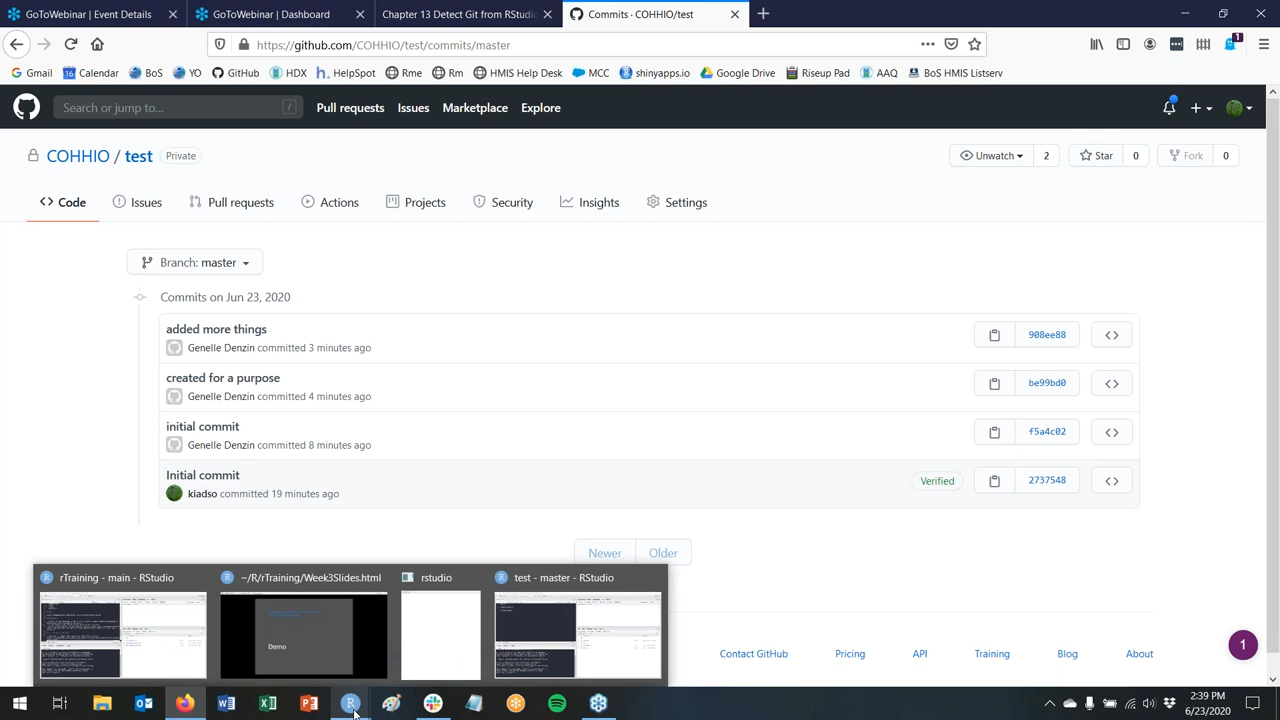 GoToWebinar | Event Details
GoToWebinar | Dashb
Chapter 13 Detect Git from RStudio
Commits · COHHIO/test
https://github.com/COHHIO/test/commits/master
1
Gmail
16 Calendar
BoS
YO
GitHub
HDX
HelpSpot
Rme
Rm
HMIS Help Desk
MCC
shinyapps.io
Google Drive
Riseup Pad
AAQ
BoS HMIS Listserv
Search or jump to...
/
Pull requests
Issues
Marketplace
Explore
COHHIO / test
Private
Unwatch
2
Star
0
Fork
0
Code
Issues
Pull requests
Actions
Projects
Security
Insights
Settings
Branch: master
Commits on Jun 23, 2020
added more things
Genelle Denzin committed 3 minutes ago
908ee88
created for a purpose
Genelle Denzin committed 4 minutes ago
be99bd0
initial commit
Genelle Denzin committed 8 minutes ago
f5a4c02
Initial commit
kiadso committed 19 minutes ago
Verified
2737548
Newer
Older
rTraining - main - RStudio
~/R/rTraining/Week3Slides.html
rstudio
test - master - RStudio
Demo
Contact GitHub
Pricing
API
Training
Blog
About
1
2:39 PM
6/23/2020